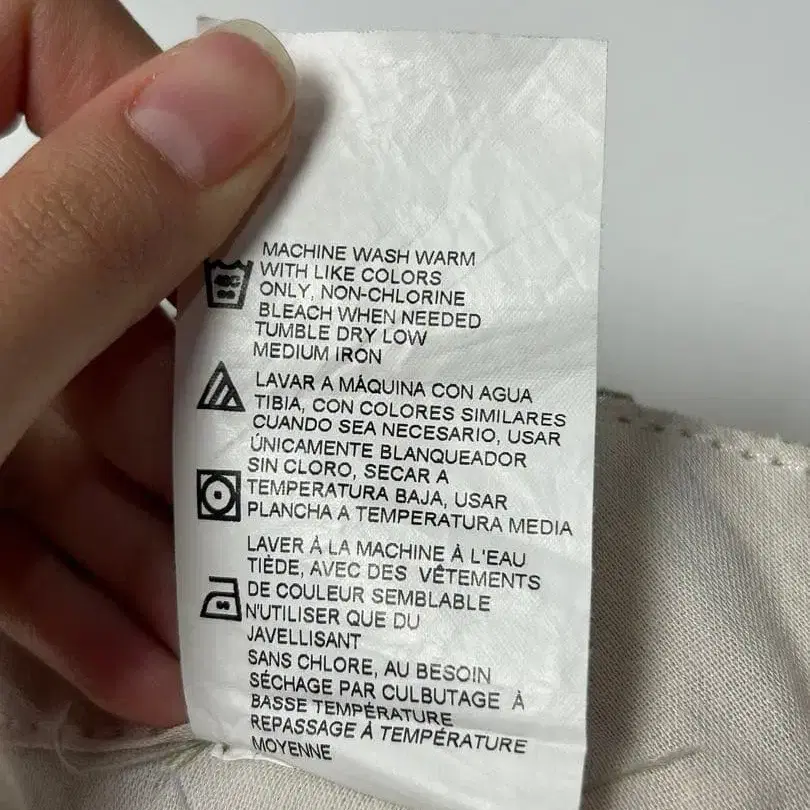 MACHINE WASH WARM
WITH LIKE COLORS
ONLY, NON-CHLORINE
BLEACH WHEN NEEDED
TUMBLE DRY LOW
MEDIUM IRON
LAVAR A MÁQUINA CON AGUA
TIBIA, CON COLORES SIMILARES
CUANDO SEA NECESARIO, USAR
ÚNICAMENTE BLANQUEADOR
SIN CLORO, SECAR A
TEMPERATURA BAJA, USAR
PLANCHA A TEMPERATURA MEDIA
LAVER À LA MACHINE À L'EAU
TIÈDE, AVEC DES VÊTEMENTS
DE COULEUR SEMBLABLE
N'UTILISER QUE DU
JAVELLISANT
SANS CHLORE, AU BESOIN
SÉCHAGE PAR CULBUTAGE À
BASSE TEMPÉRATURE
REPASSAGE À TEMPÉRATURE
MOYENNE